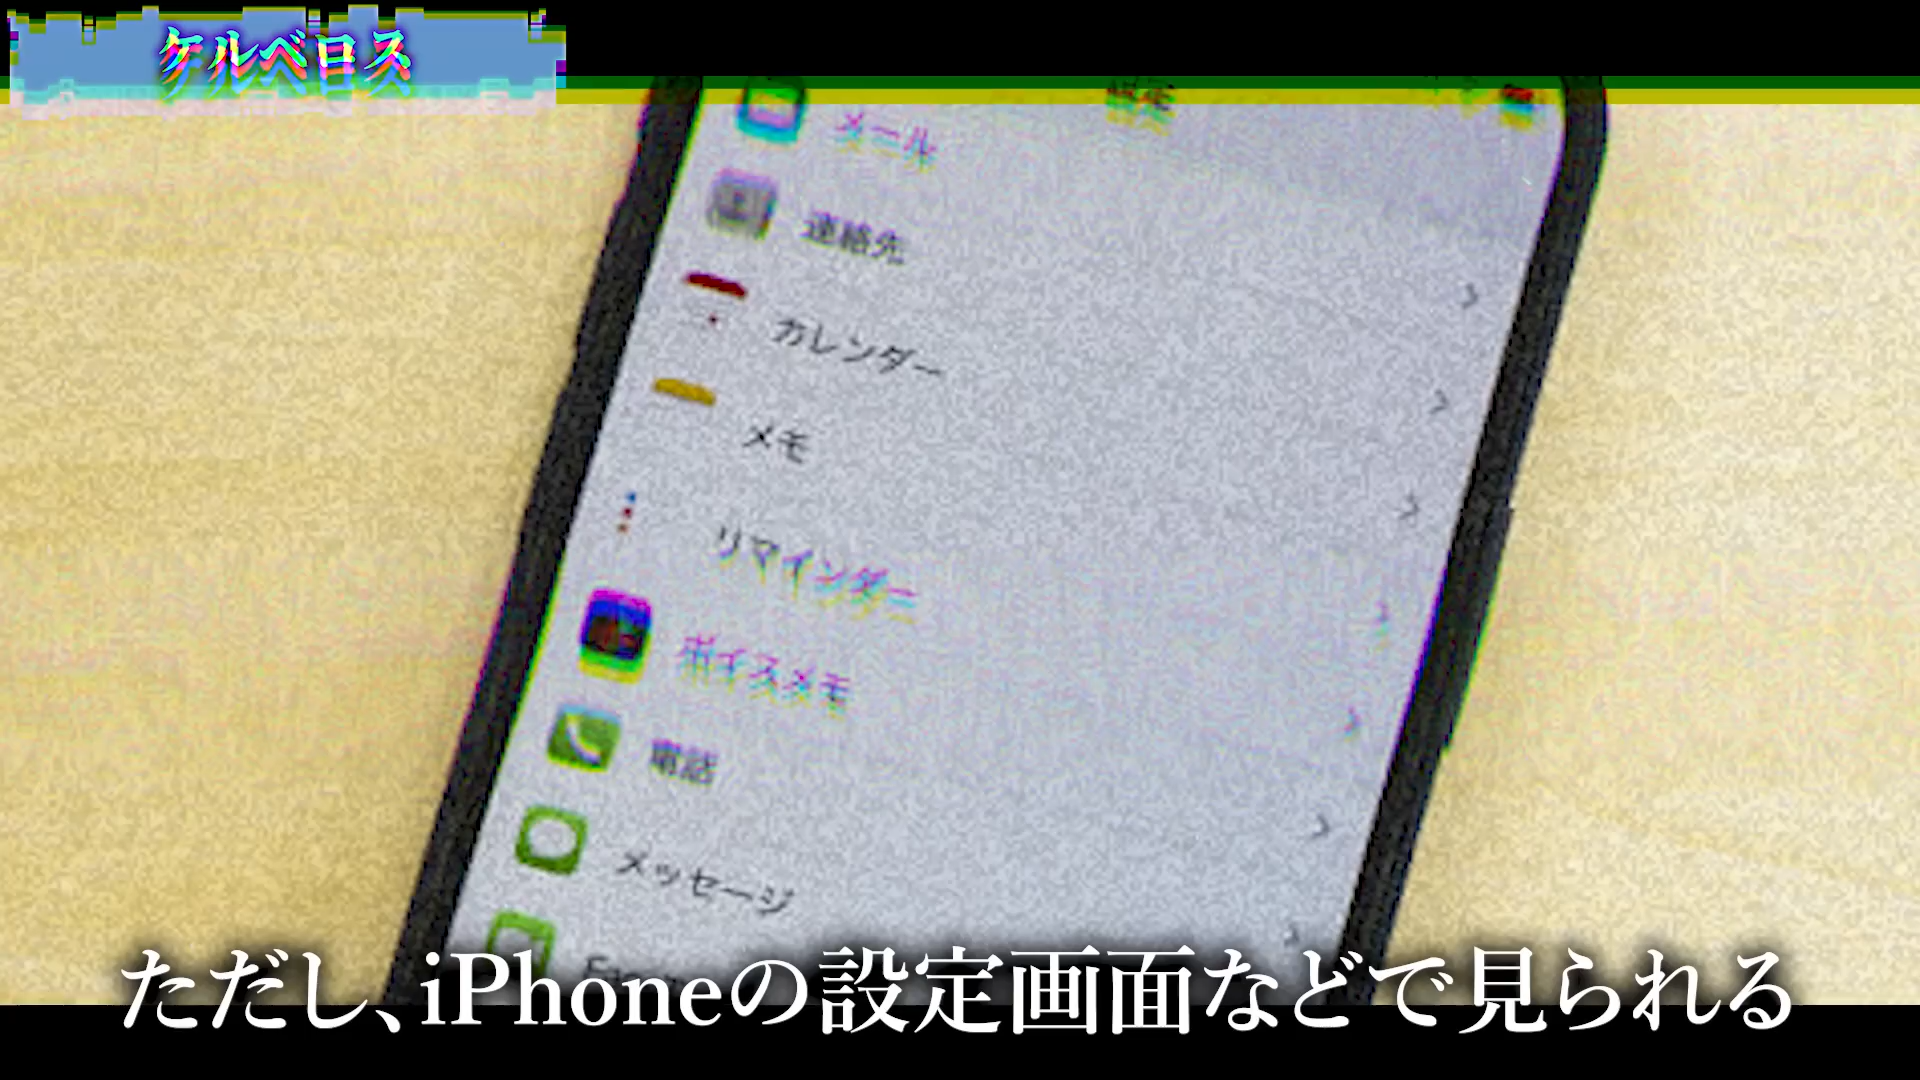 ケルベロス
設定
メール
連絡先
カレンダー
メモ
リマインダー
ボイスメモ
電話
メッセージ
ただし、iPhoneの設定画面などで見られる